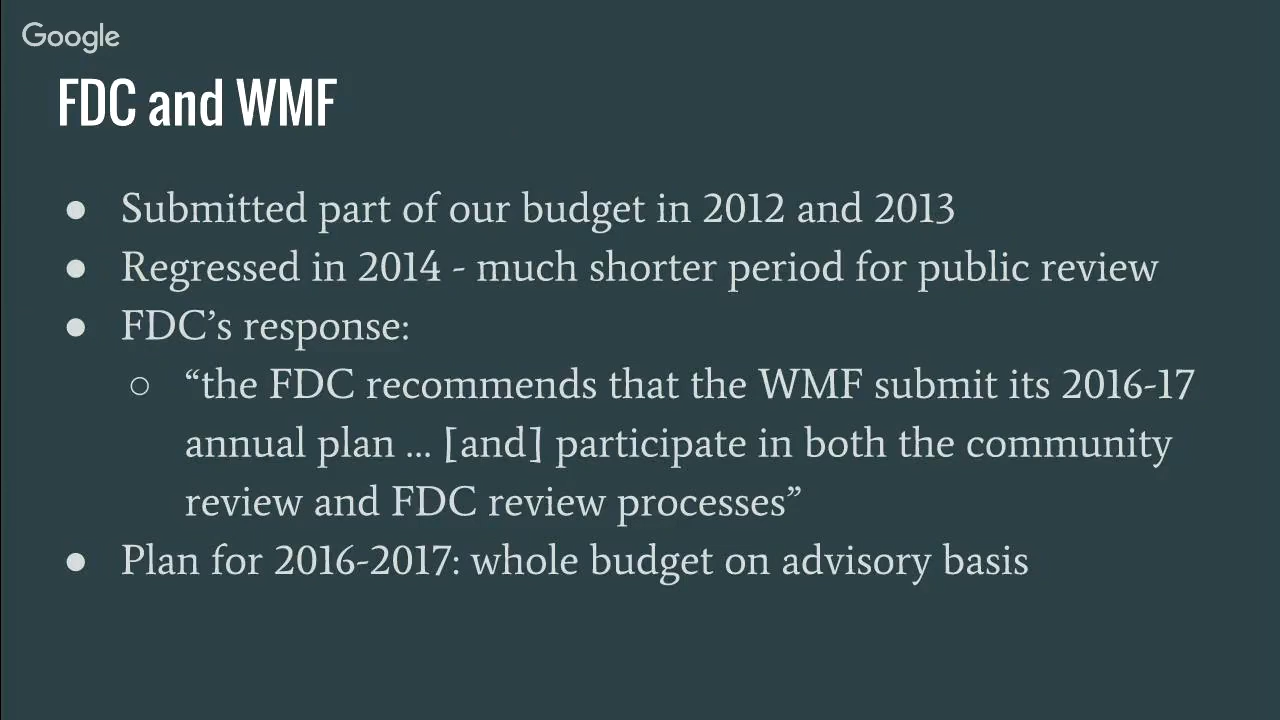 Google
FDC and WMF
● Submitted part of our budget in 2012 and 2013
● Regressed in 2014 - much shorter period for public review
● FDC’s response:
○ “the FDC recommends that the WMF submit its 2016-17
annual plan ... [and] participate in both the community
review and FDC review processes”
● Plan for 2016-2017: whole budget on advisory basis